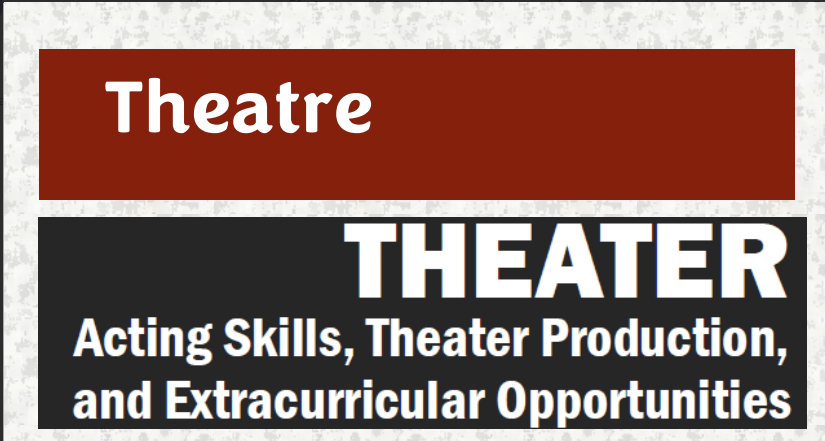 Theatre
THEATER
Acting Skills, Theater Production,
and Extracurricular Opportunities